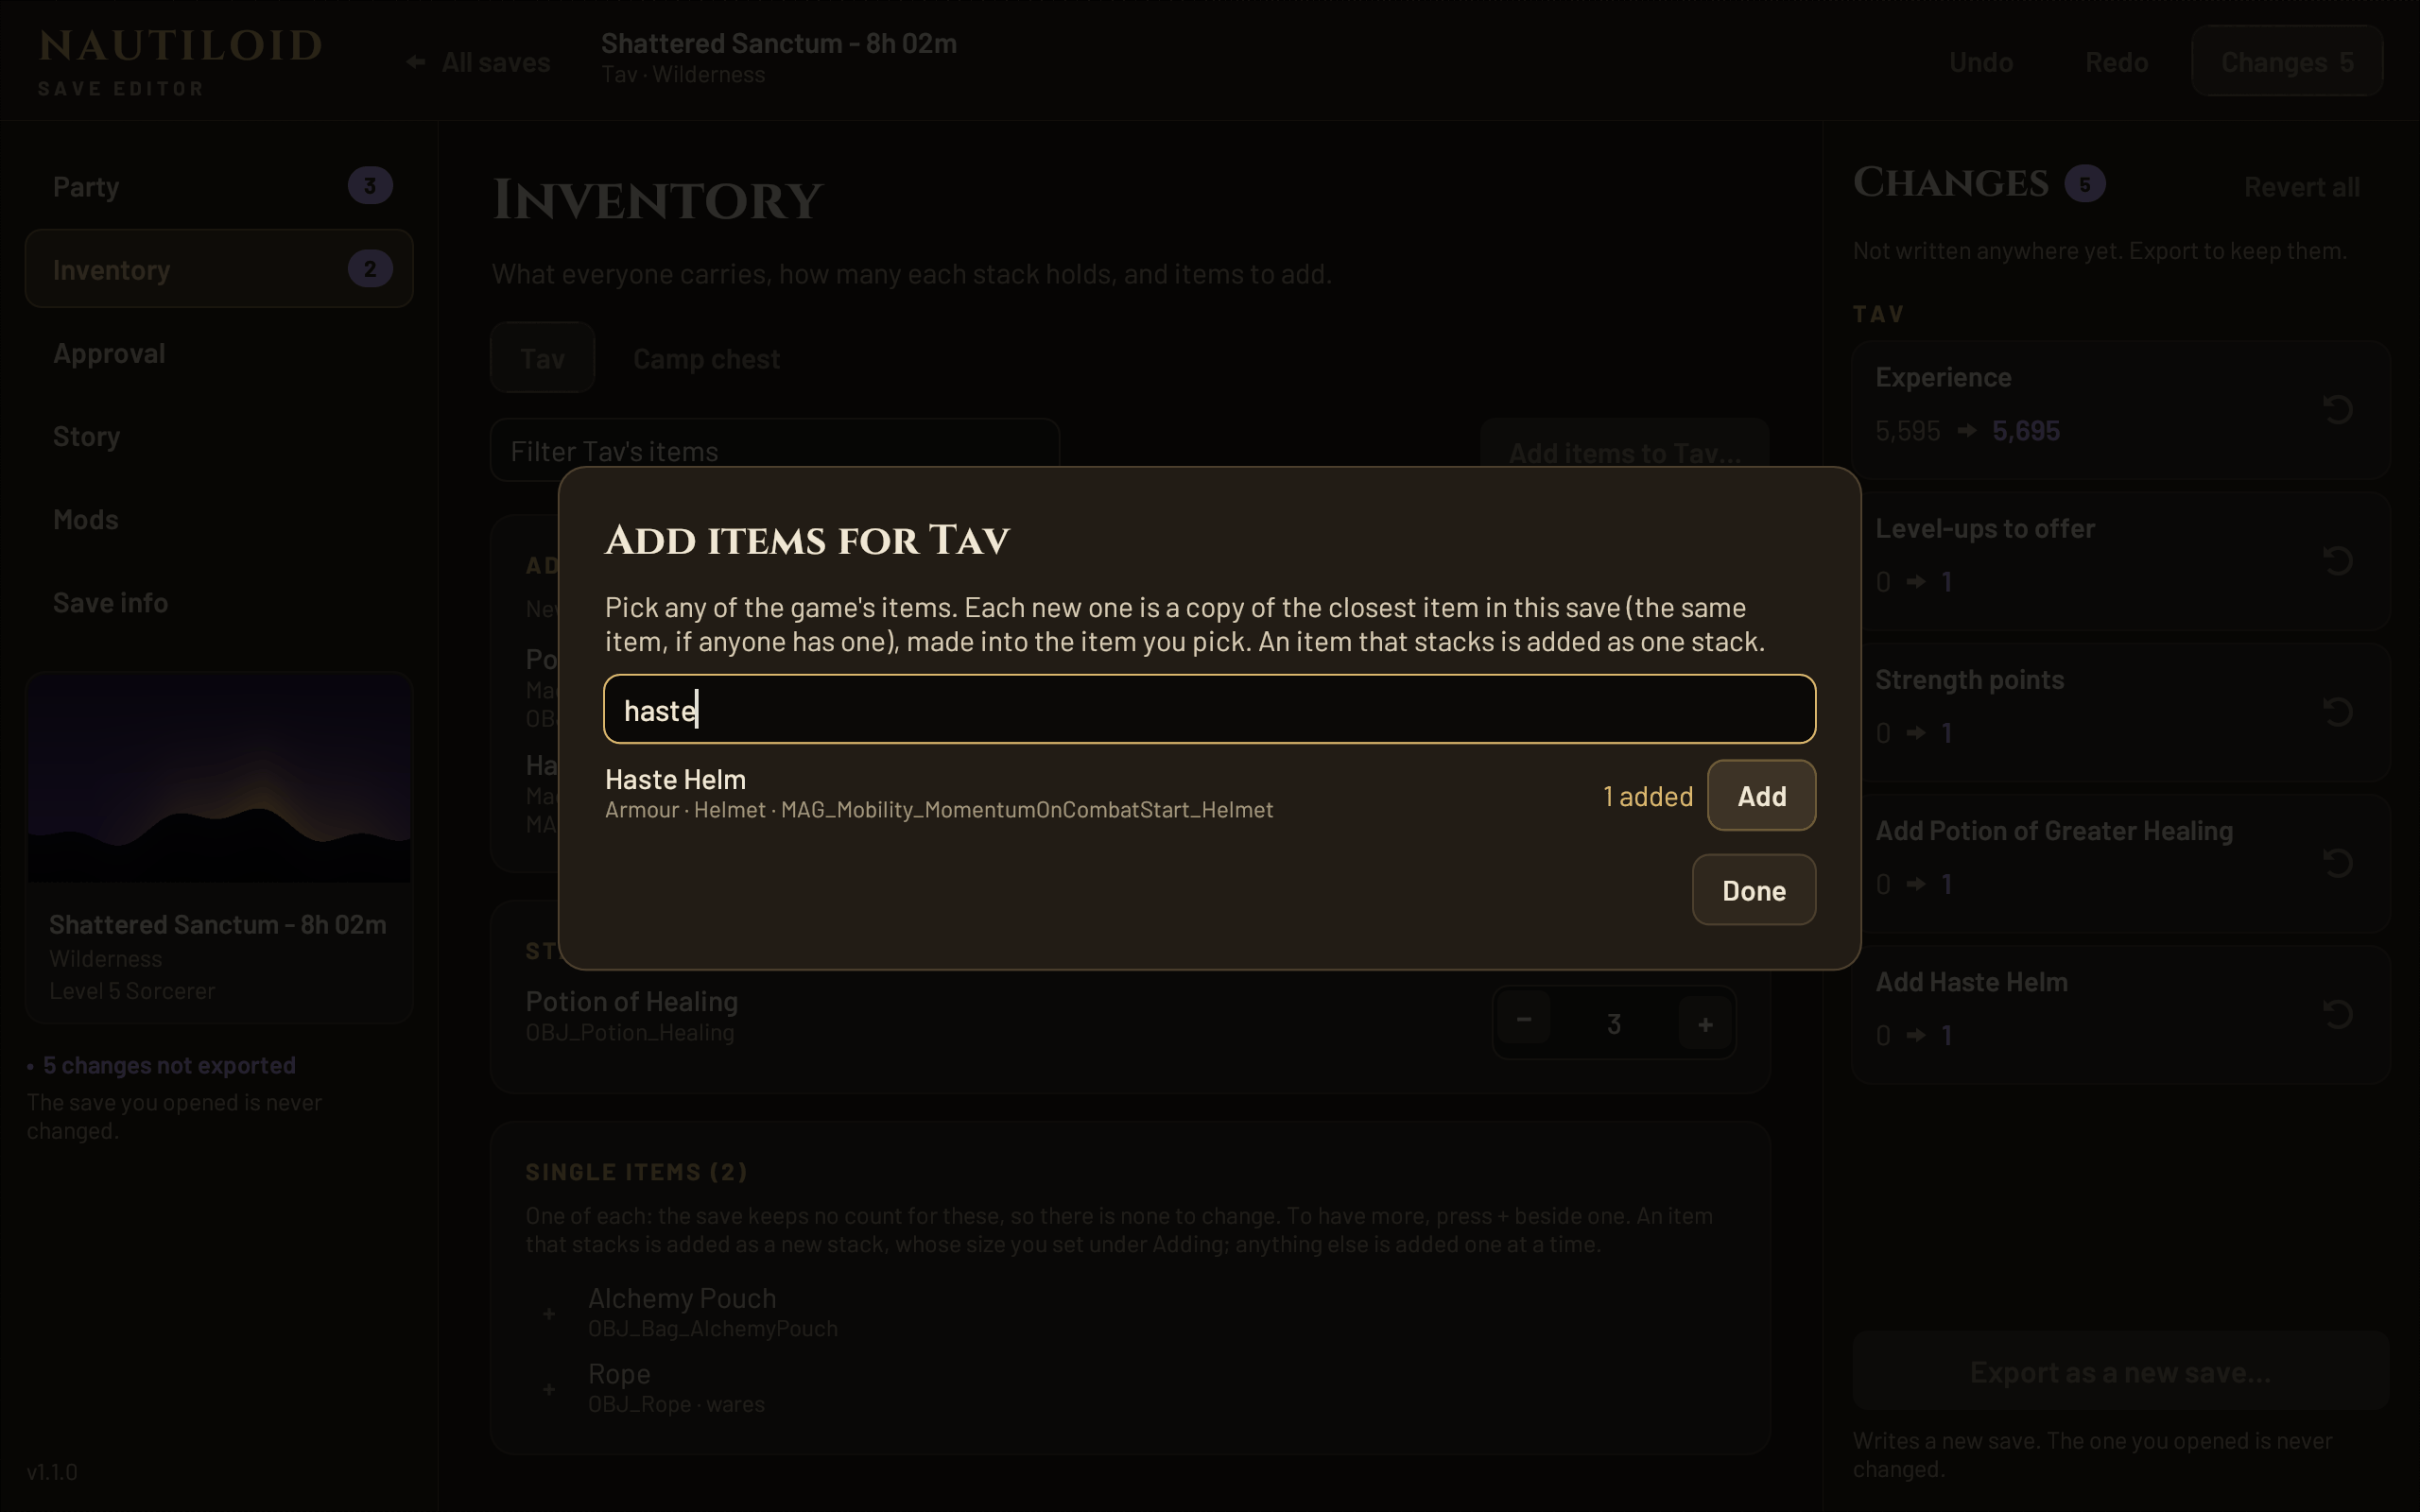 NAUTILOID
SAVE EDITOR
All saves
Shattered Sanctum - 8h 02m
Tav · Wilderness
Undo
Redo
Changes 5
Party 3
Inventory 2
Approval
Story
Mods
Save info
Shattered Sanctum - 8h 02m
Wilderness
Level 5 Sorcerer
• 5 changes not exported
The save you opened is never
changed.
v1.1.0
INVENTORY
What everyone carries, how many each stack holds, and items to add.
Tav
Camp chest
Filter Tav's items
Add items to Tav...
ADD ITEMS FOR TAV
Pick any of the game's items. Each new one is a copy of the closest item in this save (the same
item, if anyone has one), made into the item you pick. An item that stacks is added as one stack.
haste
Haste Helm
Armour · Helmet · MAG_Mobility_MomentumOnCombatStart_Helmet
1 added
Add
Done
Potion of Healing
OBJ_Potion_Healing
− 3 +
SINGLE ITEMS (2)
One of each: the save keeps no count for these, so there is none to change. To have more, press + beside one. An item
that stacks is added as a new stack, whose size you set under Adding; anything else is added one at a time.
+ Alchemy Pouch
OBJ_Bag_AlchemyPouch
+ Rope
OBJ_Rope · wares
CHANGES 5
Revert all
Not written anywhere yet. Export to keep them.
TAV
Experience
5,595 → 5,695
Level-ups to offer
0 → 1
Strength points
0 → 1
Add Potion of Greater Healing
0 → 1
Add Haste Helm
0 → 1
Export as a new save...
Writes a new save. The one you opened is never
changed.